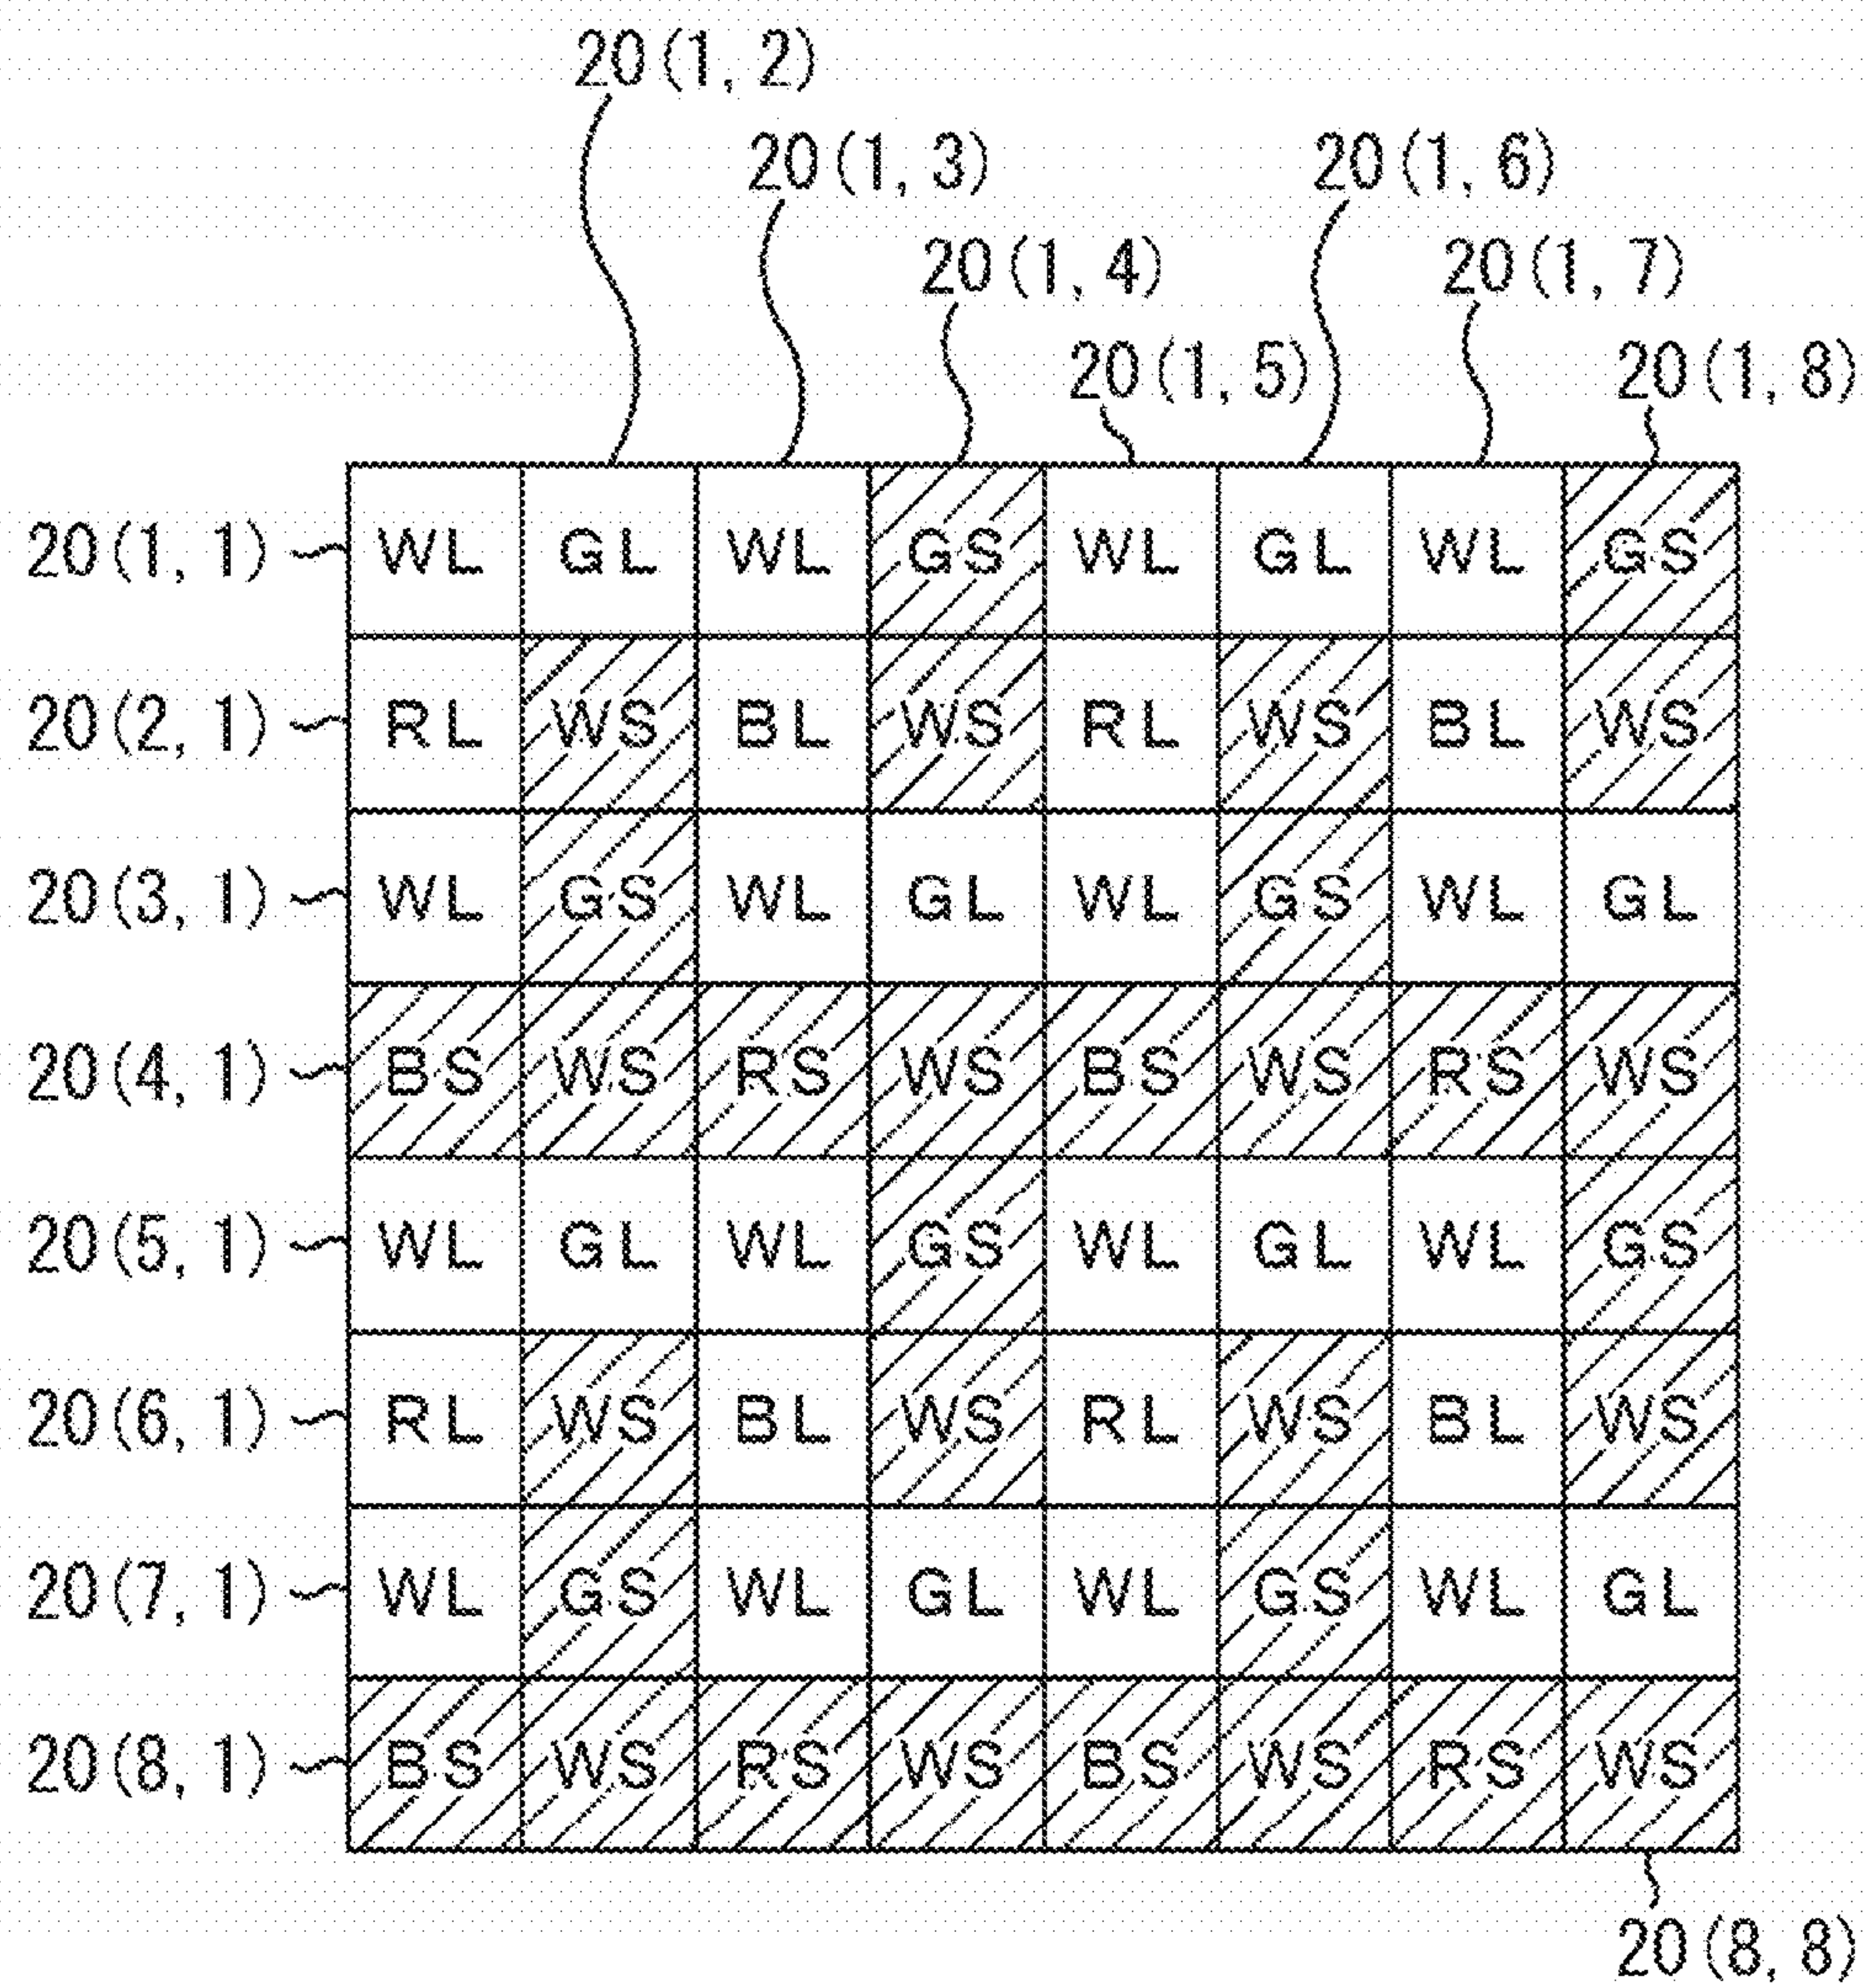 20(1, 2)
20(1, 3) 20(1, 6)
20(1, 4) 20(1, 7)
20(1, 5) 20(1, 8)
20(1, 1) WL GL WL GS WL GL WL GS
20(2, 1) RL WS BL WS RL WS BL WS
20(3, 1) WL GS WL GL WL GS WL GL
20(4, 1) BS WS RS WS BS WS RS WS
20(5, 1) WL GL WL GS WL GL WL GS
20(6, 1) RL WS BL WS RL WS BL WS
20(7, 1) WL GS WL GL WL GS WL GL
20(8, 1) BS WS RS WS BS WS RS WS
20(8, 8)